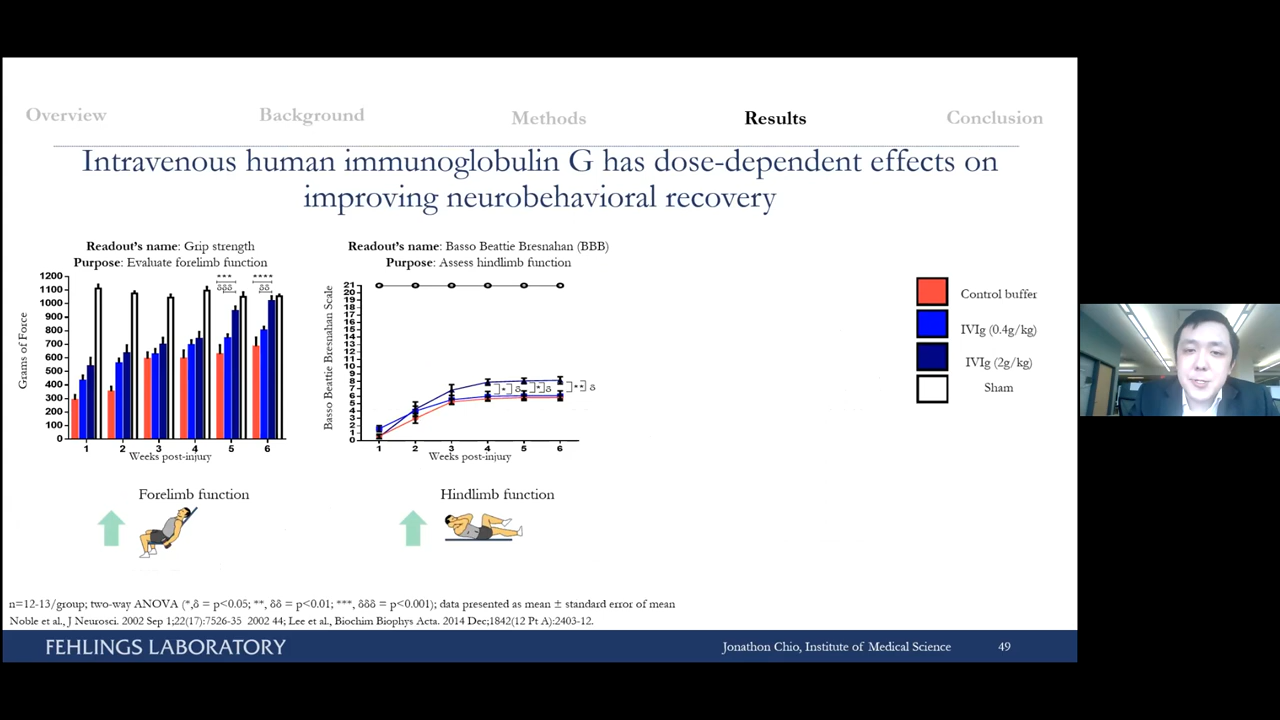 Overview Background Methods Results Conclusion
Intravenous human immunoglobulin G has dose-dependent effects on
improving neurobehavioral recovery
Readout's name: Grip strength
Purpose: Evaluate forelimb function
1200
1100
1000
900
800
700
600
500
400
300
200
100
0
Grams of Force
*** ****
δδδ δδ
1 2 3 4 5 6
Weeks post-injury
Forelimb function
Readout's name: Basso Beattie Bresnahan (BBB)
Purpose: Assess hindlimb function
21
20
19
18
17
16
15
14
13
12
11
10
9
8
7
6
5
4
3
2
1
0
Basso Beattie Bresnahan Scale
* δ * δ ** δ
1 2 3 4 5 6
Weeks post-injury
Hindlimb function
Control buffer
IVIg (0.4g/kg)
IVIg (2g/kg)
Sham
n=12-13/group; two-way ANOVA (*,δ = p<0.05; **, δδ = p<0.01; ***, δδδ = p<0.001); data presented as mean ± standard error of mean
Noble et al., J Neurosci. 2002 Sep 1;22(17):7526-35 2002 44; Lee et al., Biochim Biophys Acta. 2014 Dec;1842(12 Pt A):2403-12.
FEHLINGS LABORATORY Jonathon Chio, Institute of Medical Science 49